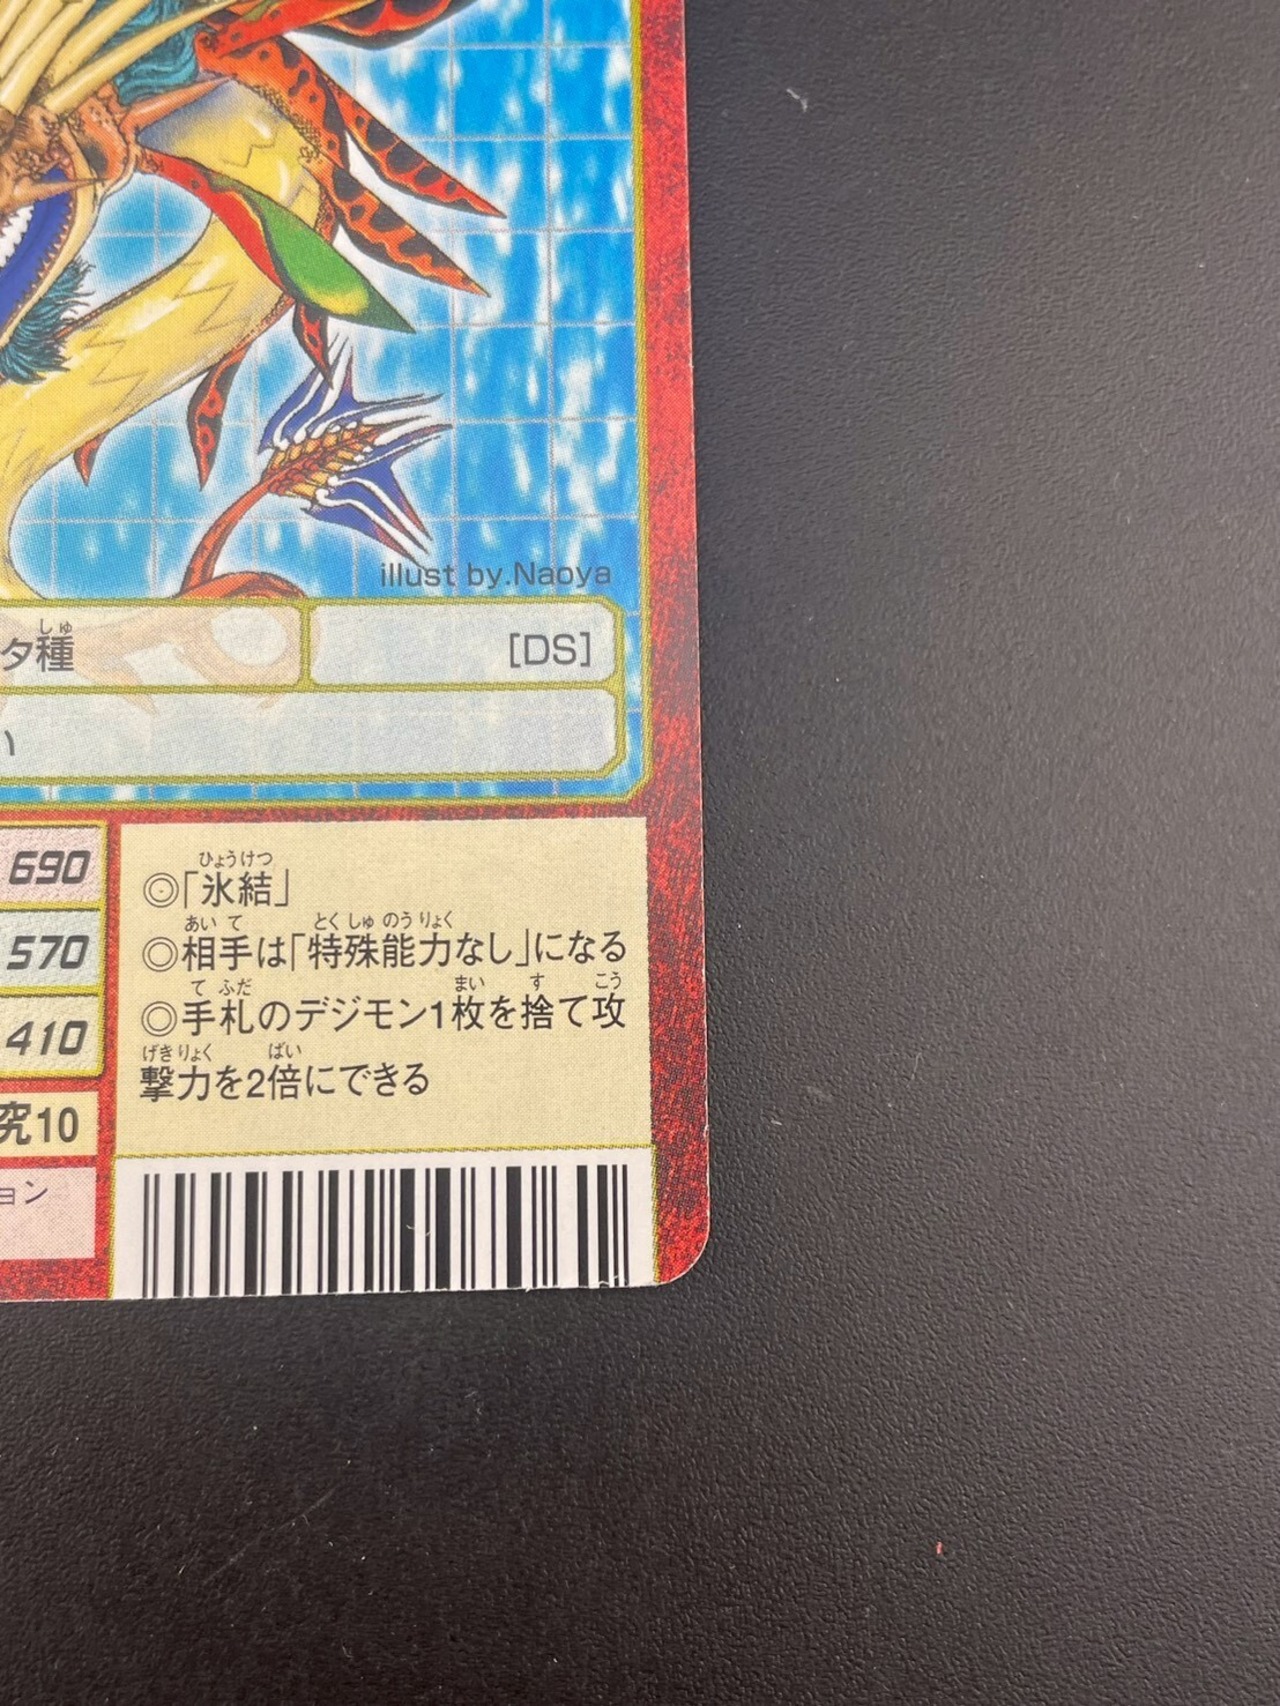 illust by.Naoya
しゅ
タ種
[DS]
い
690
570
410
究10
ョン
ひょうけつ
◎「氷結」
あいて とくしゅのうりょく
◎相手は「特殊能力なし」になる
てふだ まい す こう
◎手札のデジモン1枚を捨て攻
げきりょく ばい
撃力を2倍にできる